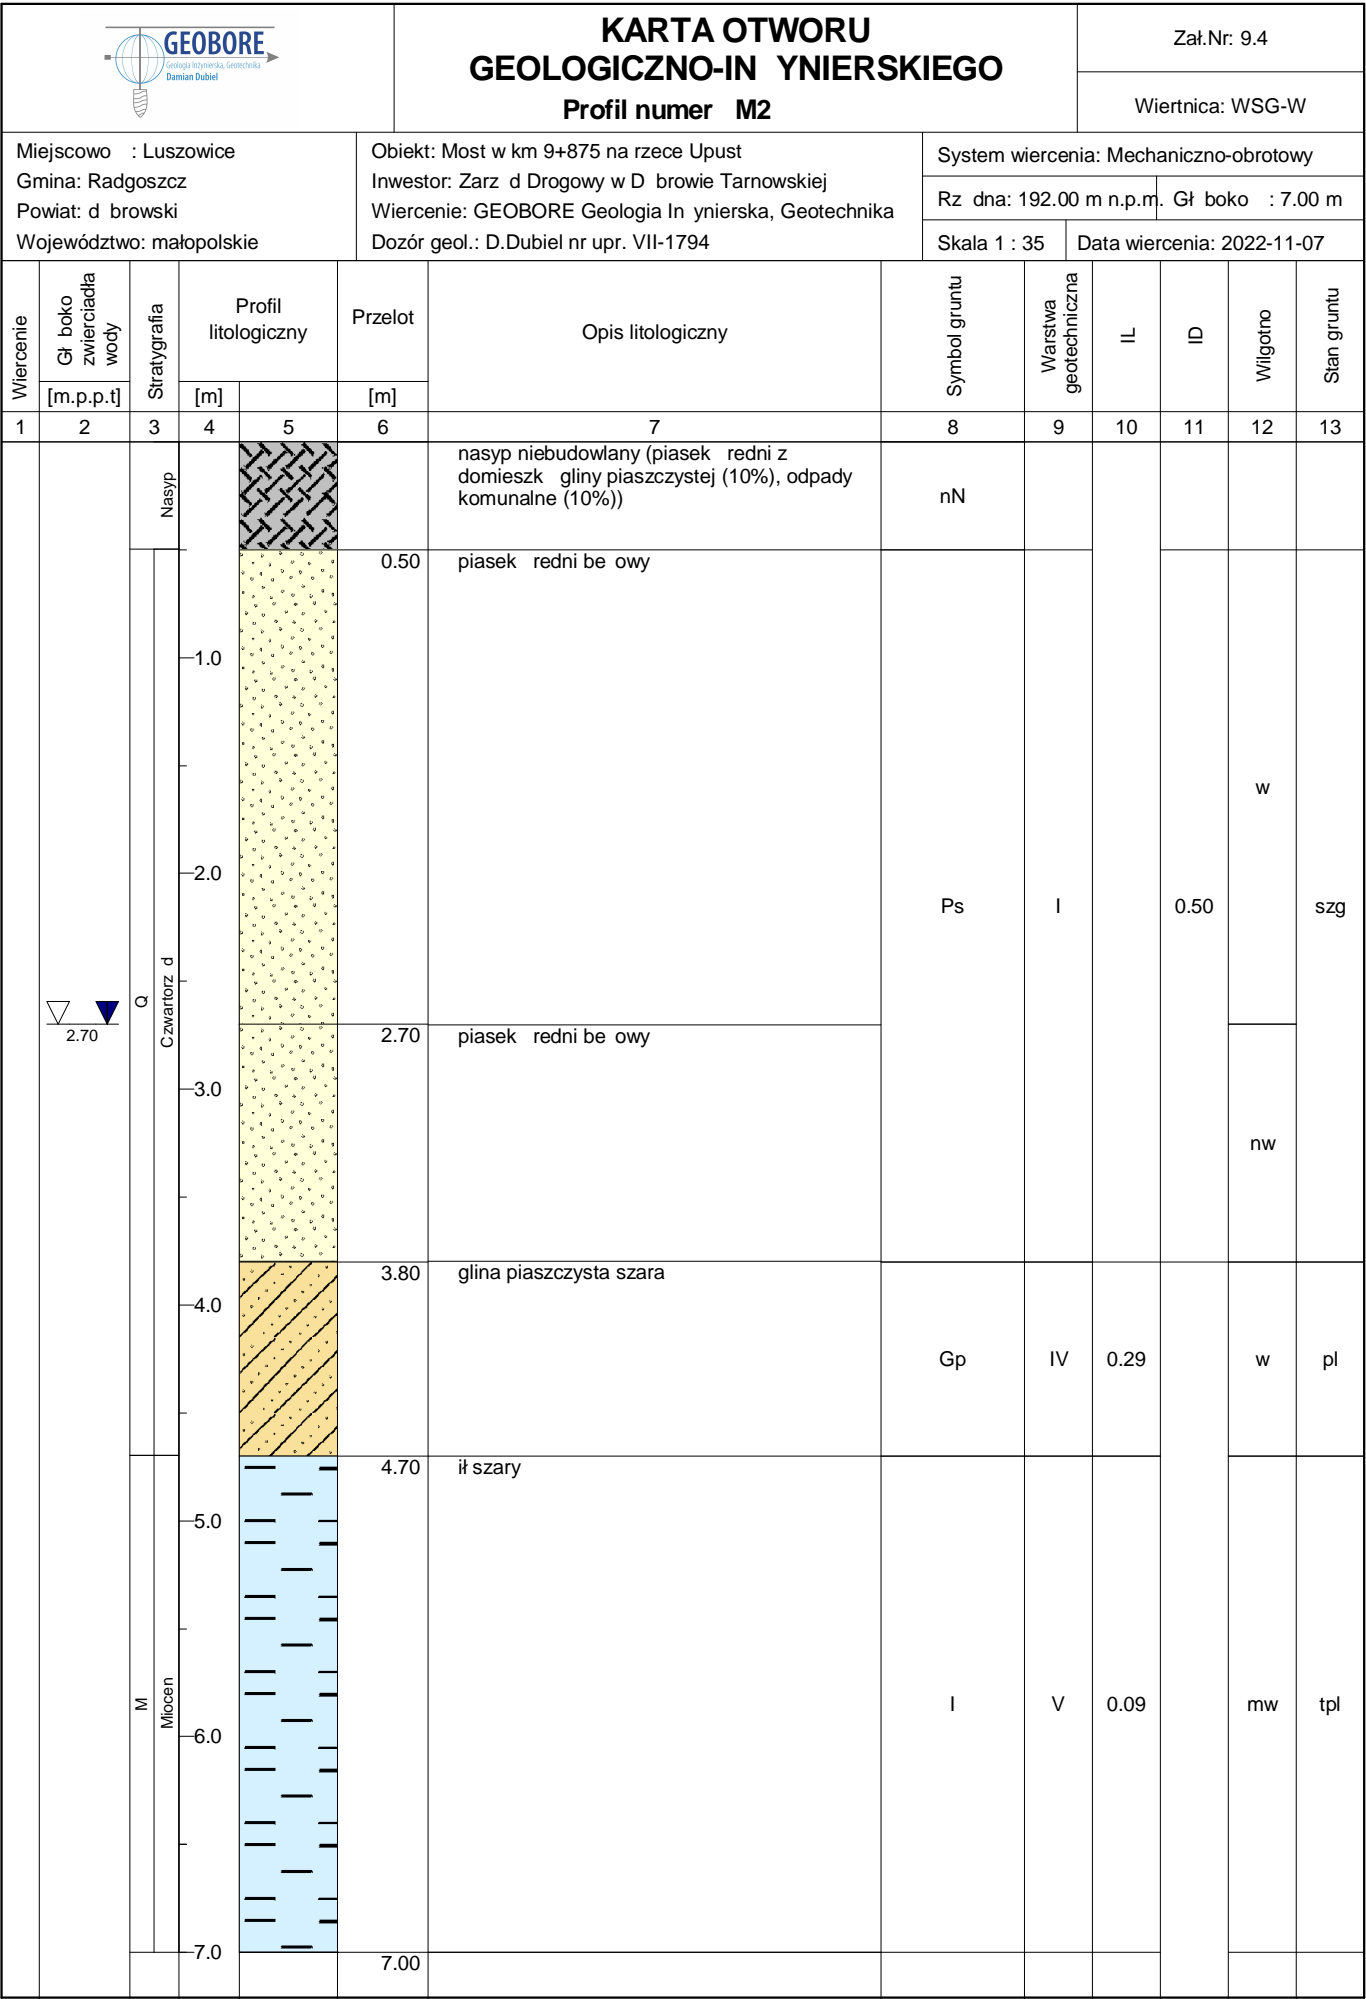 GEOBORE
Geologia Inżynierska, Geotechnika
Damian Dubiel
KARTA OTWORU
GEOLOGICZNO-IN YNIERSKIEGO
Profil numer M2
Zał.Nr: 9.4
Wiertnica: WSG-W
Miejscowo : Luszowice
Gmina: Radgoszcz
Powiat: d browski
Województwo: małopolskie
Obiekt: Most w km 9+875 na rzece Upust
Inwestor: Zarz d Drogowy w D browie Tarnowskiej
Wiercenie: GEOBORE Geologia In ynierska, Geotechnika
Dozór geol.: D.Dubiel nr upr. VII-1794
System wiercenia: Mechaniczno-obrotowy
Rz dna: 192.00 m n.p.m. Gł boko : 7.00 m
Skala 1 : 35 Data wiercenia: 2022-11-07
Wiercenie
Gł boko
zwierciadła
wody
[m.p.p.t]
Stratygrafia
Profil
litologiczny
[m]
Przelot
[m]
Opis litologiczny
Symbol gruntu
Warstwa
geotechniczna
IL
ID
Wilgotno
Stan gruntu
1 2 3 4 5 6 7 8 9 10 11 12 13
Nasyp
nasyp niebudowlany (piasek redni z
domieszk gliny piaszczystej (10%), odpady
komunalne (10%))
nN
0.50 piasek redni be owy
1.0
w
2.0
Ps I 0.50 szg
Q
Czwartorz d
2.70
2.70 piasek redni be owy
3.0
nw
3.80 glina piaszczysta szara
4.0
Gp IV 0.29 w pl
4.70 ił szary
5.0
M
Miocen
I V 0.09 mw tpl
6.0
7.0
7.00